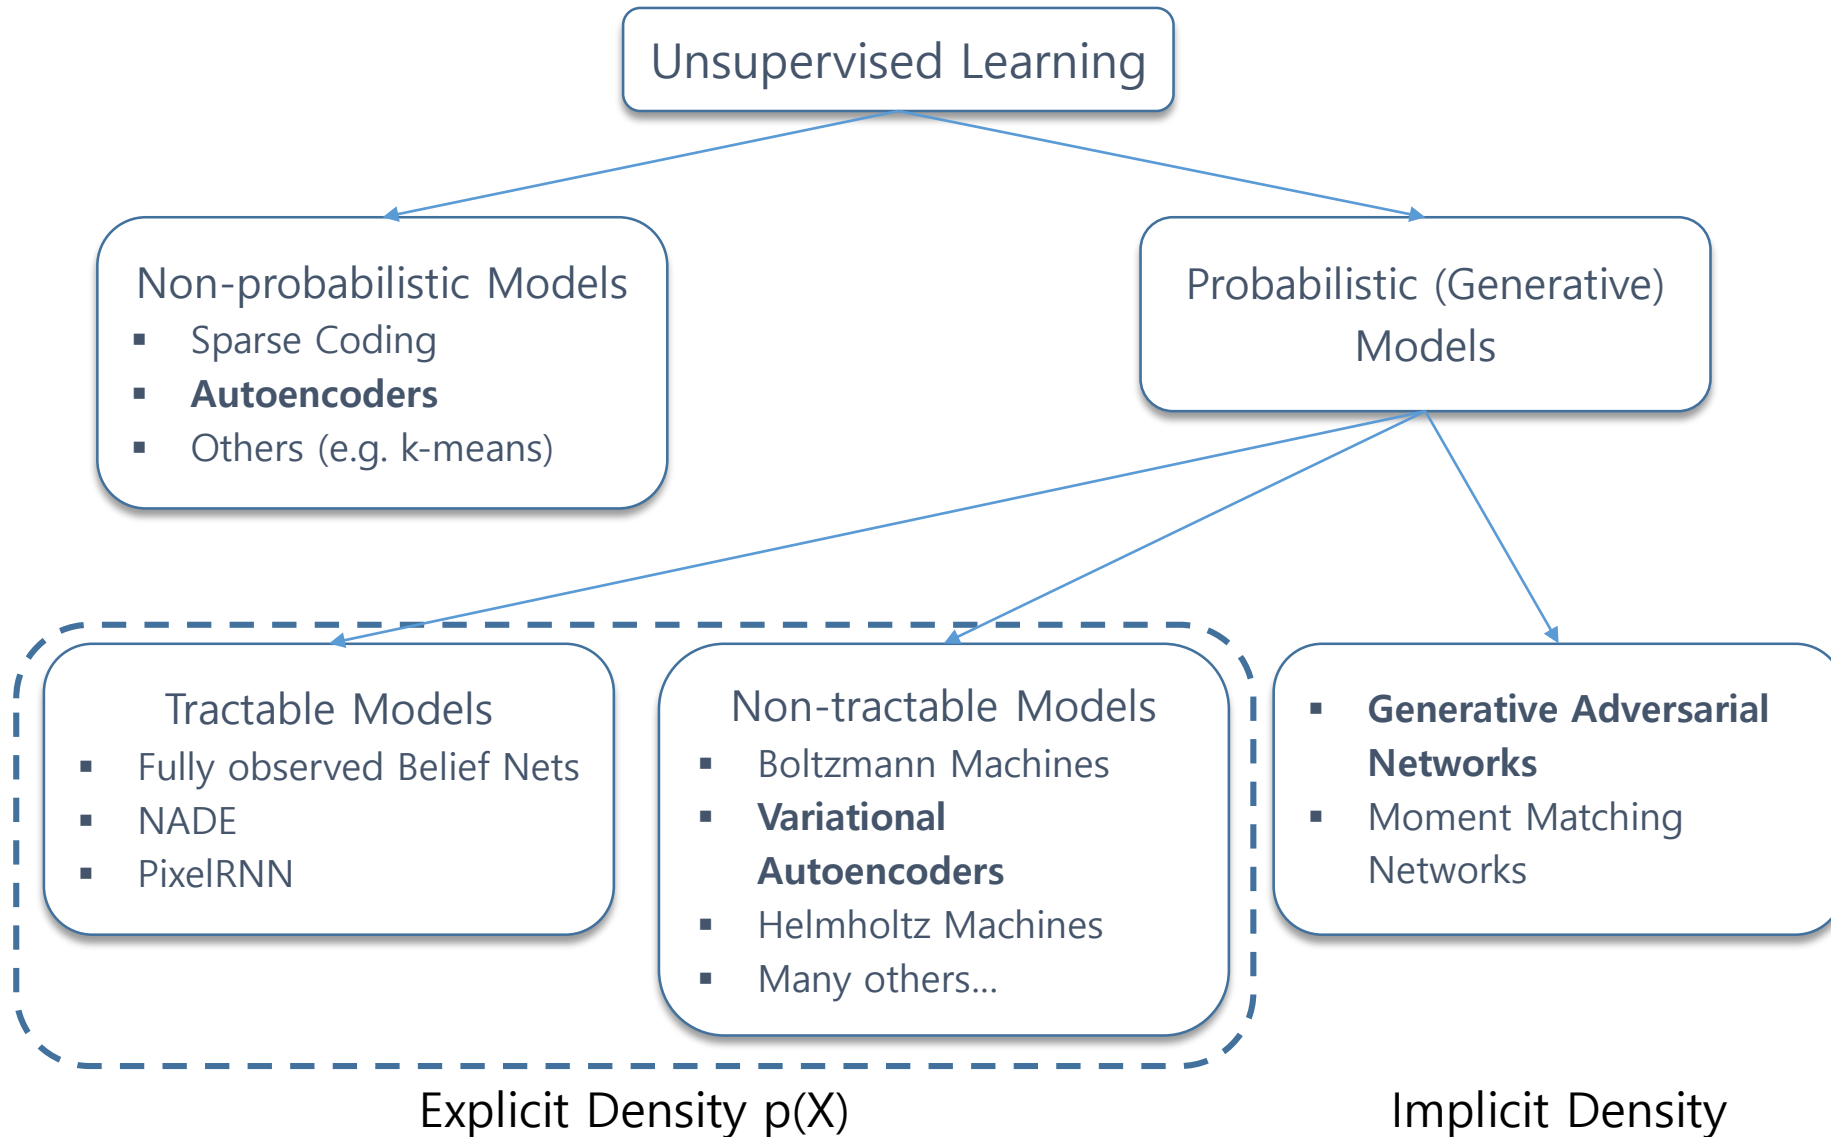 Unsupervised Learning
Non-probabilistic Models
▪ Sparse Coding
▪ Autoencoders
▪ Others (e.g. k-means)
Probabilistic (Generative)
Models
Tractable Models
▪ Fully observed Belief Nets
▪ NADE
▪ PixelRNN
Non-tractable Models
▪ Boltzmann Machines
▪ Variational
Autoencoders
▪ Helmholtz Machines
▪ Many others...
▪ Generative Adversarial
Networks
▪ Moment Matching
Networks
Explicit Density p(X)
Implicit Density